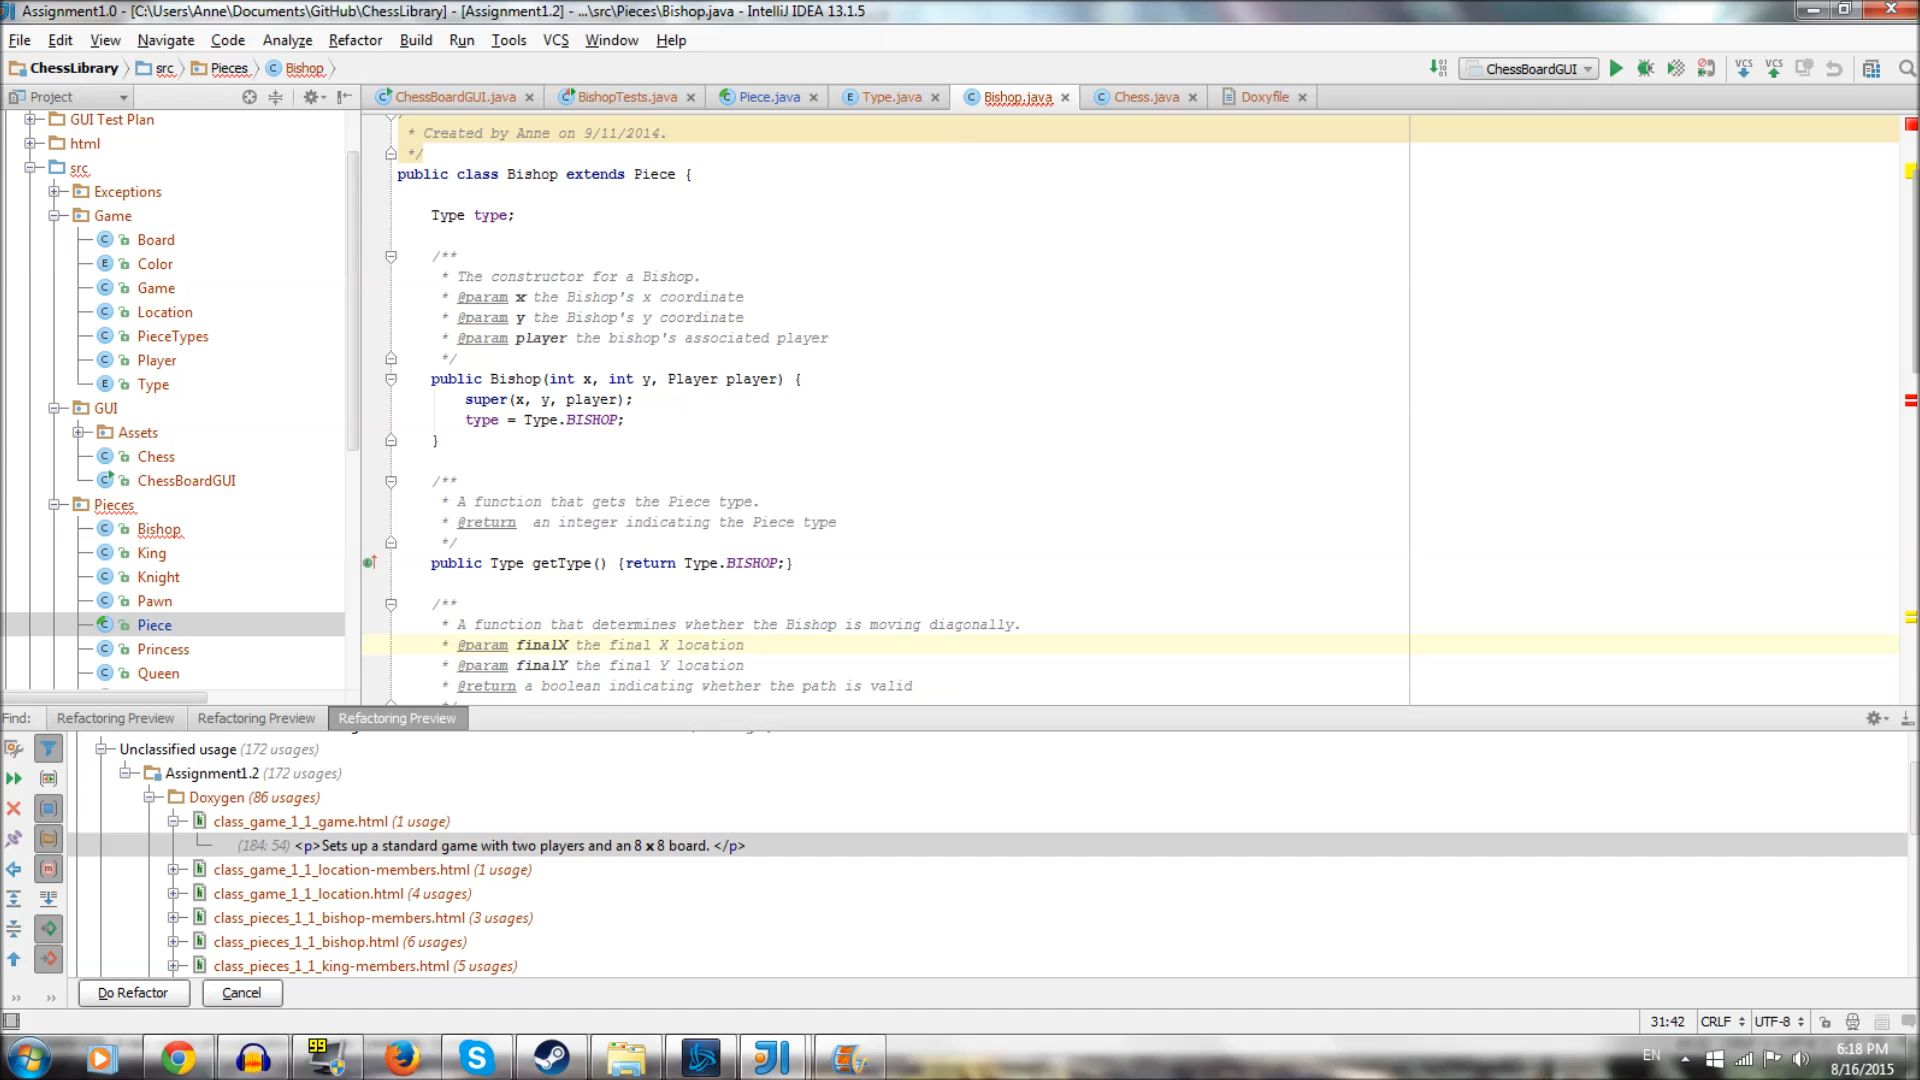 Assignment1.0 - [C:\Users\Anne\Documents\GitHub\ChessLibrary] - [Assignment1.2] - ...\src\Pieces\Bishop.java - IntelliJ IDEA 13.1.5
File Edit View Navigate Code Analyze Refactor Build Run Tools VCS Window Help
ChessLibrary src Pieces Bishop ChessBoardGUI VCS VCS
Project
ChessBoardGUI.java BishopTests.java Piece.java Type.java Bishop.java Chess.java Doxyfile
GUI Test Plan
html
src
Exceptions
Game
Board
Color
Game
Location
PieceTypes
Player
Type
GUI
Assets
Chess
ChessBoardGUI
Pieces
Bishop
King
Knight
Pawn
Piece
Princess
Queen
* Created by Anne on 9/11/2014.
*/
public class Bishop extends Piece {
Type type;
/**
* The constructor for a Bishop.
* @param x the Bishop's x coordinate
* @param y the Bishop's y coordinate
* @param player the bishop's associated player
*/
public Bishop(int x, int y, Player player) {
super(x, y, player);
type = Type.BISHOP;
}
/**
* A function that gets the Piece type.
* @return  an integer indicating the Piece type
*/
public Type getType() {return Type.BISHOP;}
/**
* A function that determines whether the Bishop is moving diagonally.
* @param finalX the final X location
* @param finalY the final Y location
* @return a boolean indicating whether the path is valid
Find: Refactoring Preview Refactoring Preview Refactoring Preview
Unclassified usage (172 usages)
Assignment1.2 (172 usages)
Doxygen (86 usages)
class_game_1_1_game.html (1 usage)
(184: 54) <p>Sets up a standard game with two players and an 8 x 8 board. </p>
class_game_1_1_location-members.html (1 usage)
class_game_1_1_location.html (4 usages)
class_pieces_1_1_bishop-members.html (3 usages)
class_pieces_1_1_bishop.html (6 usages)
class_pieces_1_1_king-members.html (5 usages)
Do Refactor Cancel
31:42 CRLF UTF-8
99
EN
6:18 PM
8/16/2015